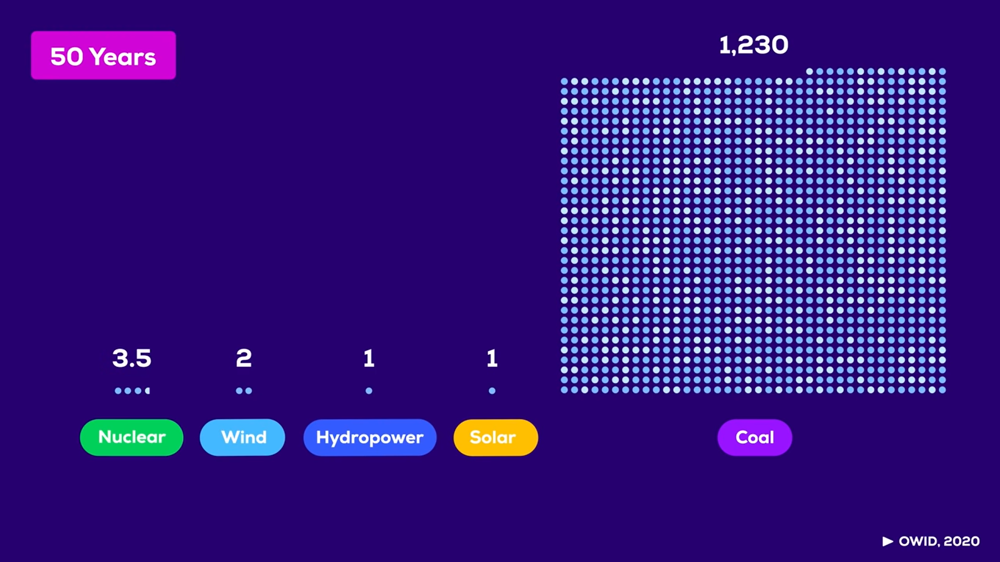 50 Years
1,230
3.5
2
1
1
Nuclear
Wind
Hydropower
Solar
Coal
► OWID, 2020